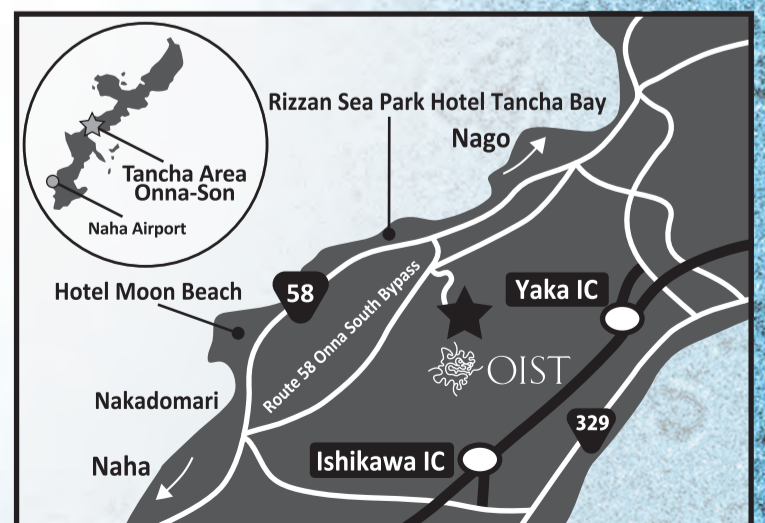 Rizzan Sea Park Hotel Tancha Bay
Nago
Tancha Area
Onna-Son
Naha Airport
Hotel Moon Beach
58
Route 58 Onna South Bypass
Yaka IC
OIST
Nakadomari
329
Naha
Ishikawa IC